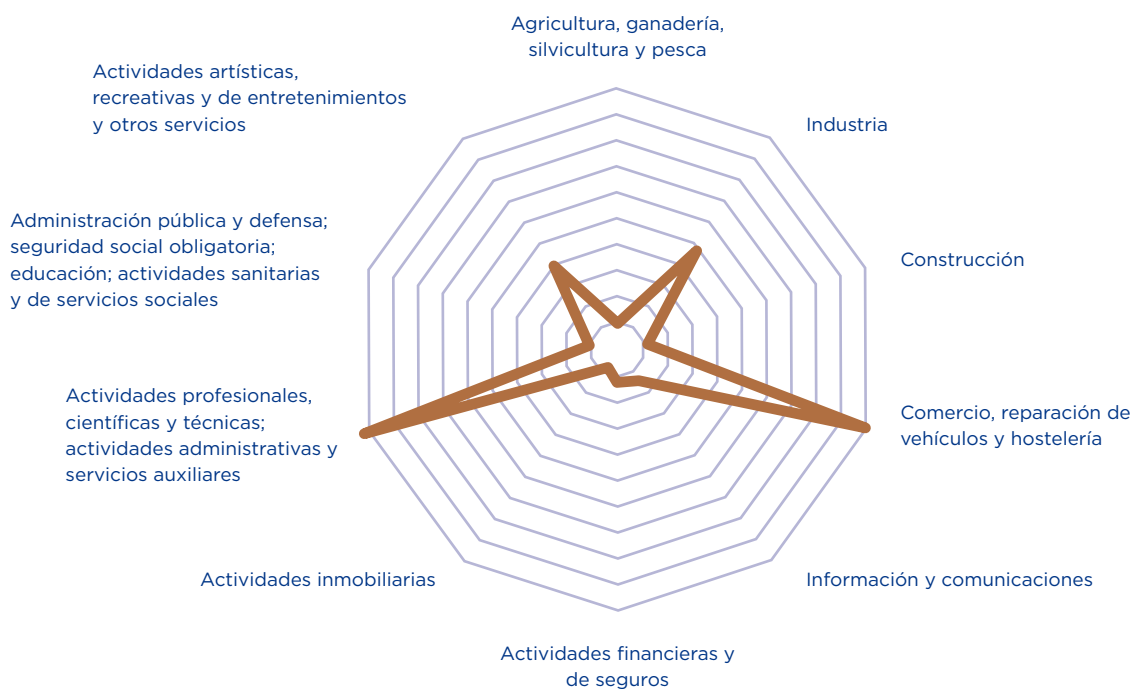 Agricultura, ganadería,
silvicultura y pesca
Actividades artísticas,
recreativas y de entretenimientos
y otros servicios
Industria
Administración pública y defensa;
seguridad social obligatoria;
educación; actividades sanitarias
y de servicios sociales
Construcción
Actividades profesionales,
científicas y técnicas;
actividades administrativas y
servicios auxiliares
Comercio, reparación de
vehículos y hostelería
Actividades inmobiliarias
Información y comunicaciones
Actividades financieras y
de seguros